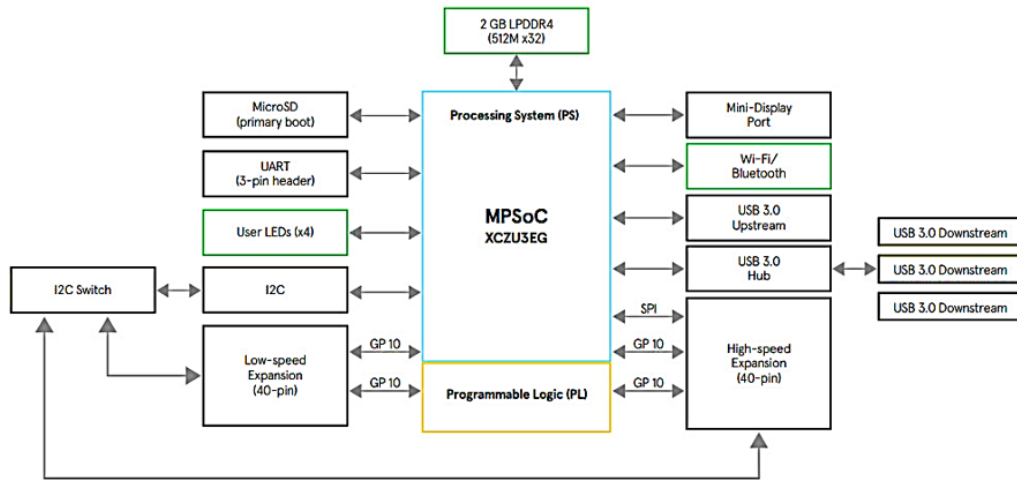 2 GB LPDDR4
(512M x32)
MicroSD
(primary boot)
Processing System (PS)
Mini-Display
Port
UART
(3-pin header)
Wi-Fi/
Bluetooth
MPSoC
XCZU3EG
User LEDs (x4)
USB 3.0
Upstream
USB 3.0 Downstream
I2C Switch
I2C
USB 3.0
Hub
USB 3.0 Downstream
USB 3.0 Downstream
SPI
Low-speed
Expansion
(40-pin)
GP 10
GP 10
GP 10
High-speed
Expansion
(40-pin)
Programmable Logic (PL)
GP 10